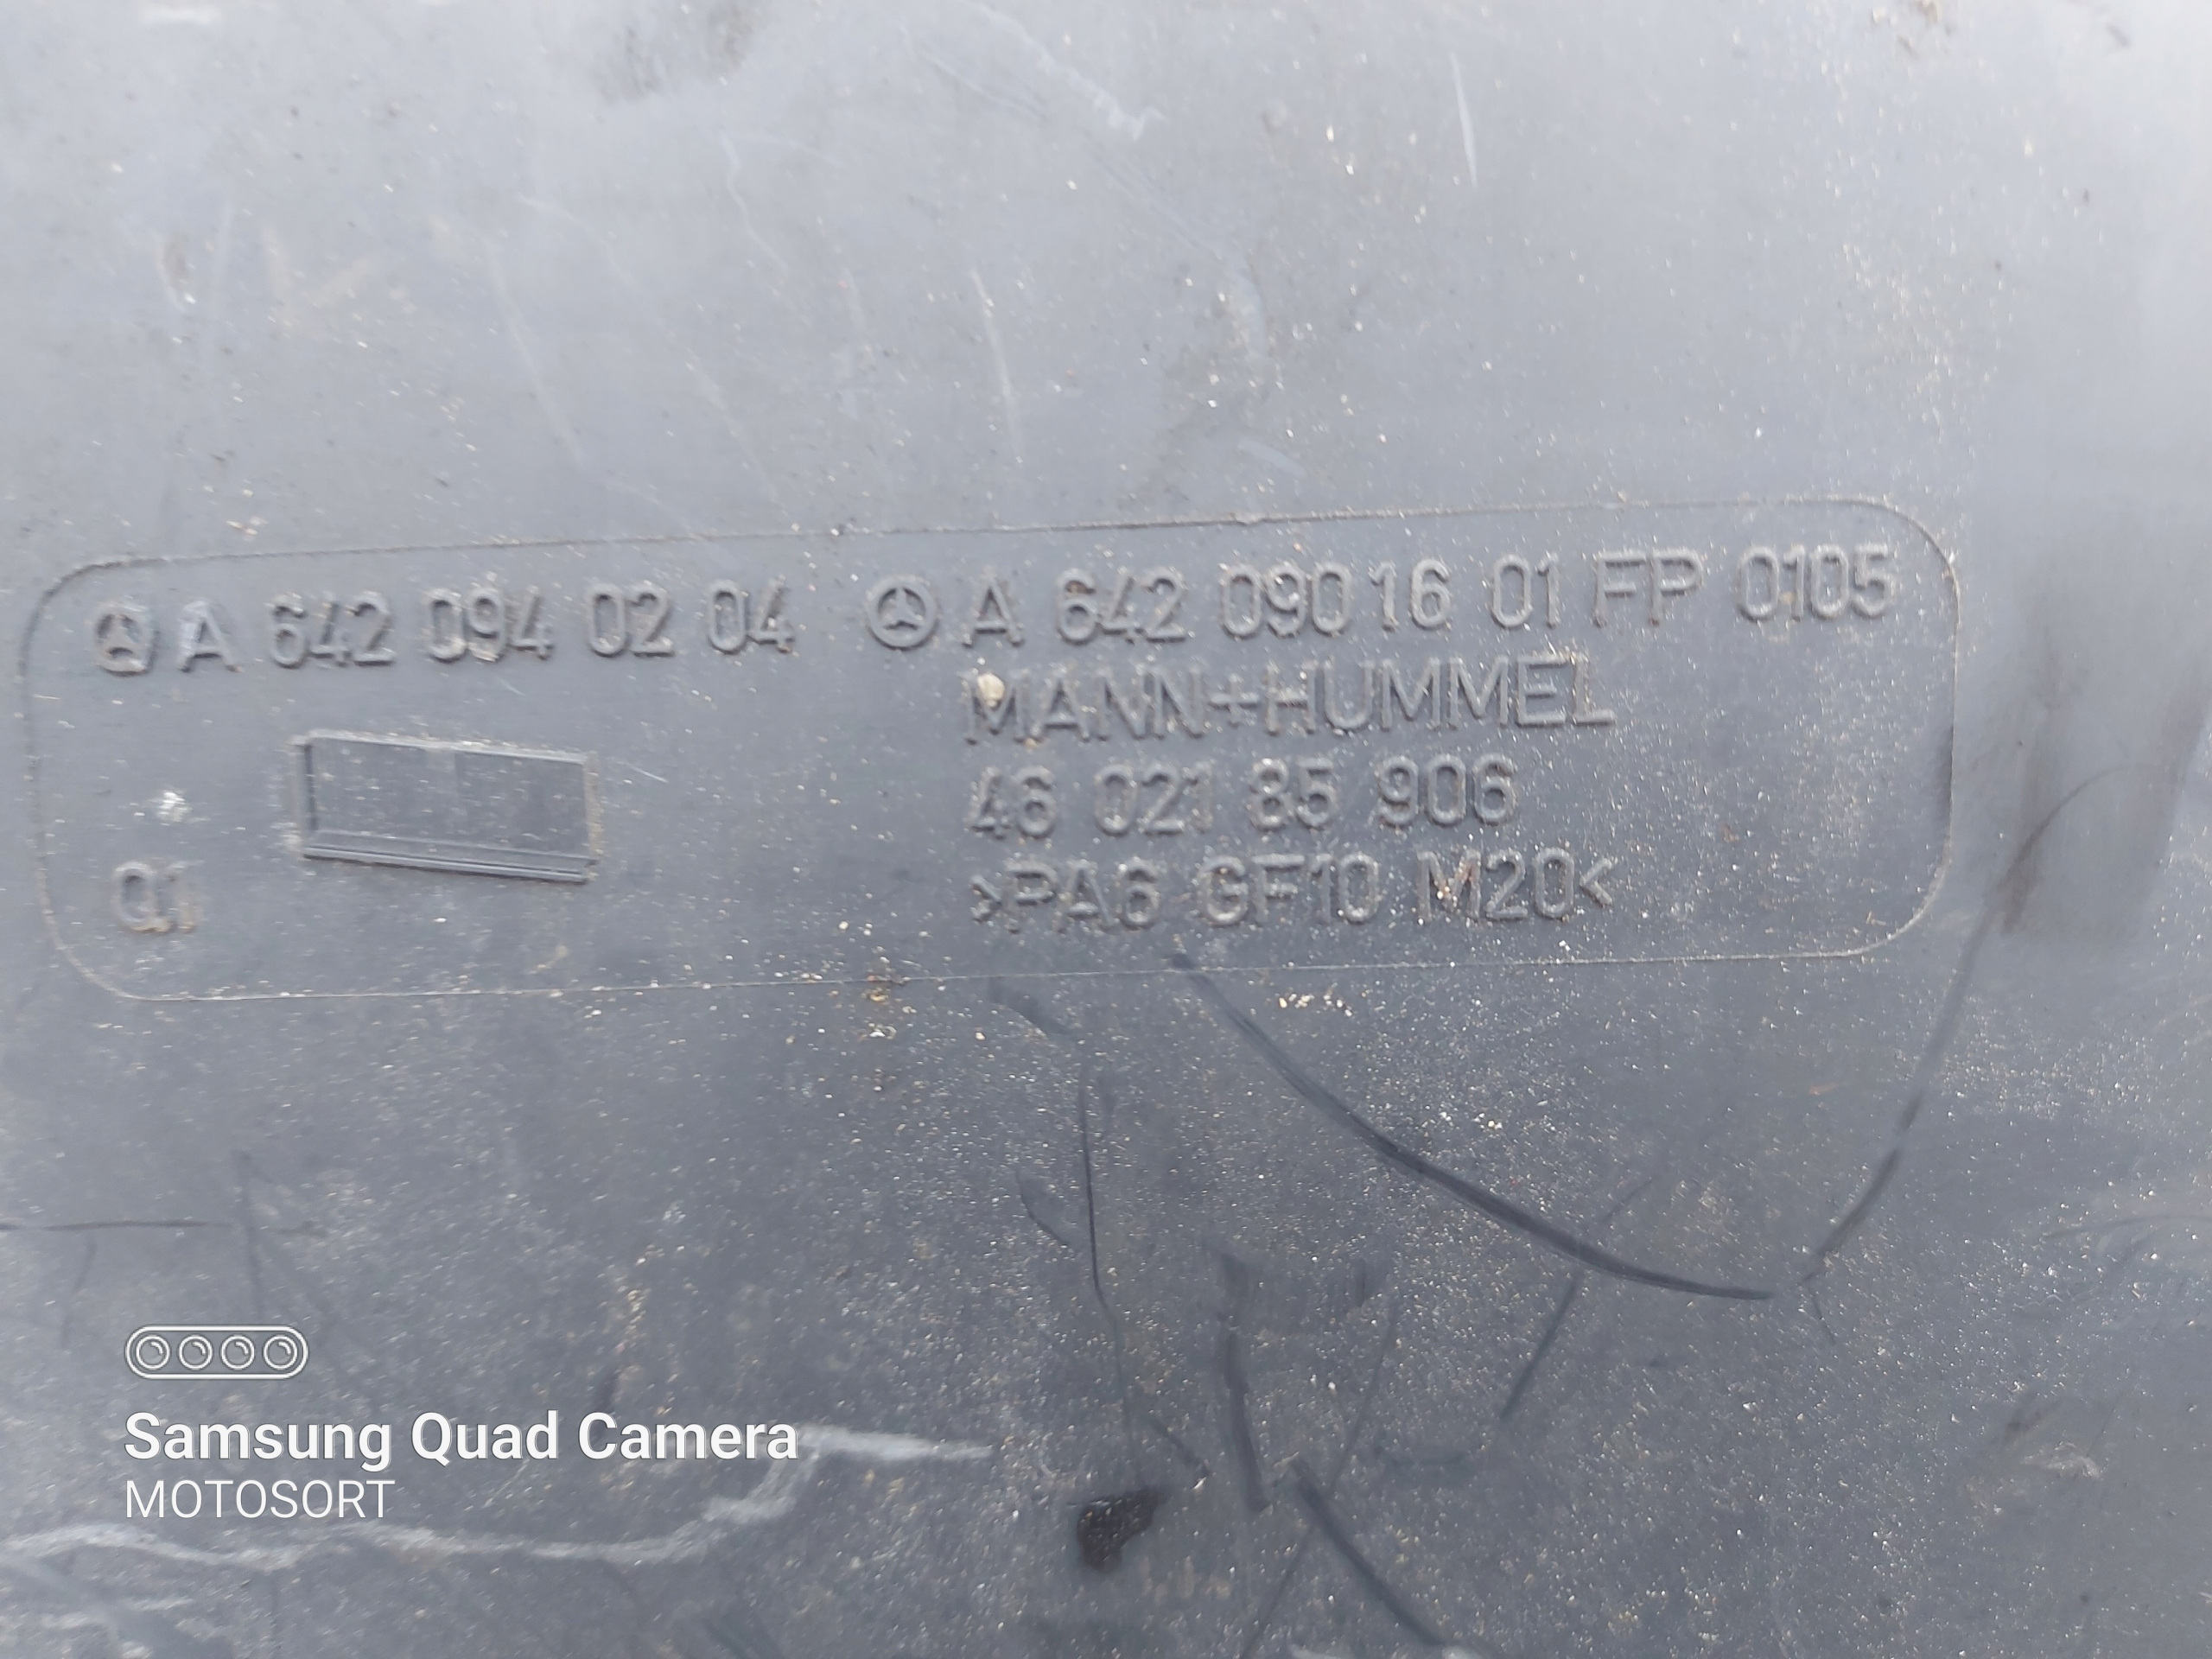 A 642 094 02 04 A 642 090 16 01 FP 0105
MANN+HUMMEL
46 021 85 906
>PA6 GF10 M20<
01
Samsung Quad Camera
MOTOSORT